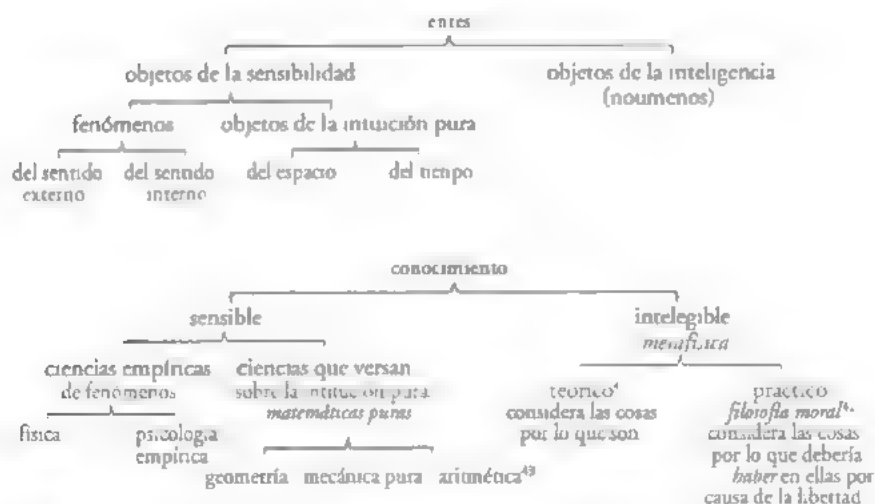 entes
objetos de la sensibilidad objetos de la inteligencia
(noumenos)
fenómenos objetos de la intuición pura
del sentido del sentido del espacio del tiempo
externo interno
conocimiento
sensible intelegible
metafísica
ciencias empíricas ciencias que versan
de fenómenos sobre la intuición pura teórico⁴ práctico
matemáticas puras considera las cosas filosofía moral
física psicología por lo que son considera las cosas
empírica por lo que debería
geometría mecánica pura aritmética⁴³ haber en ellas por
causa de la libertad